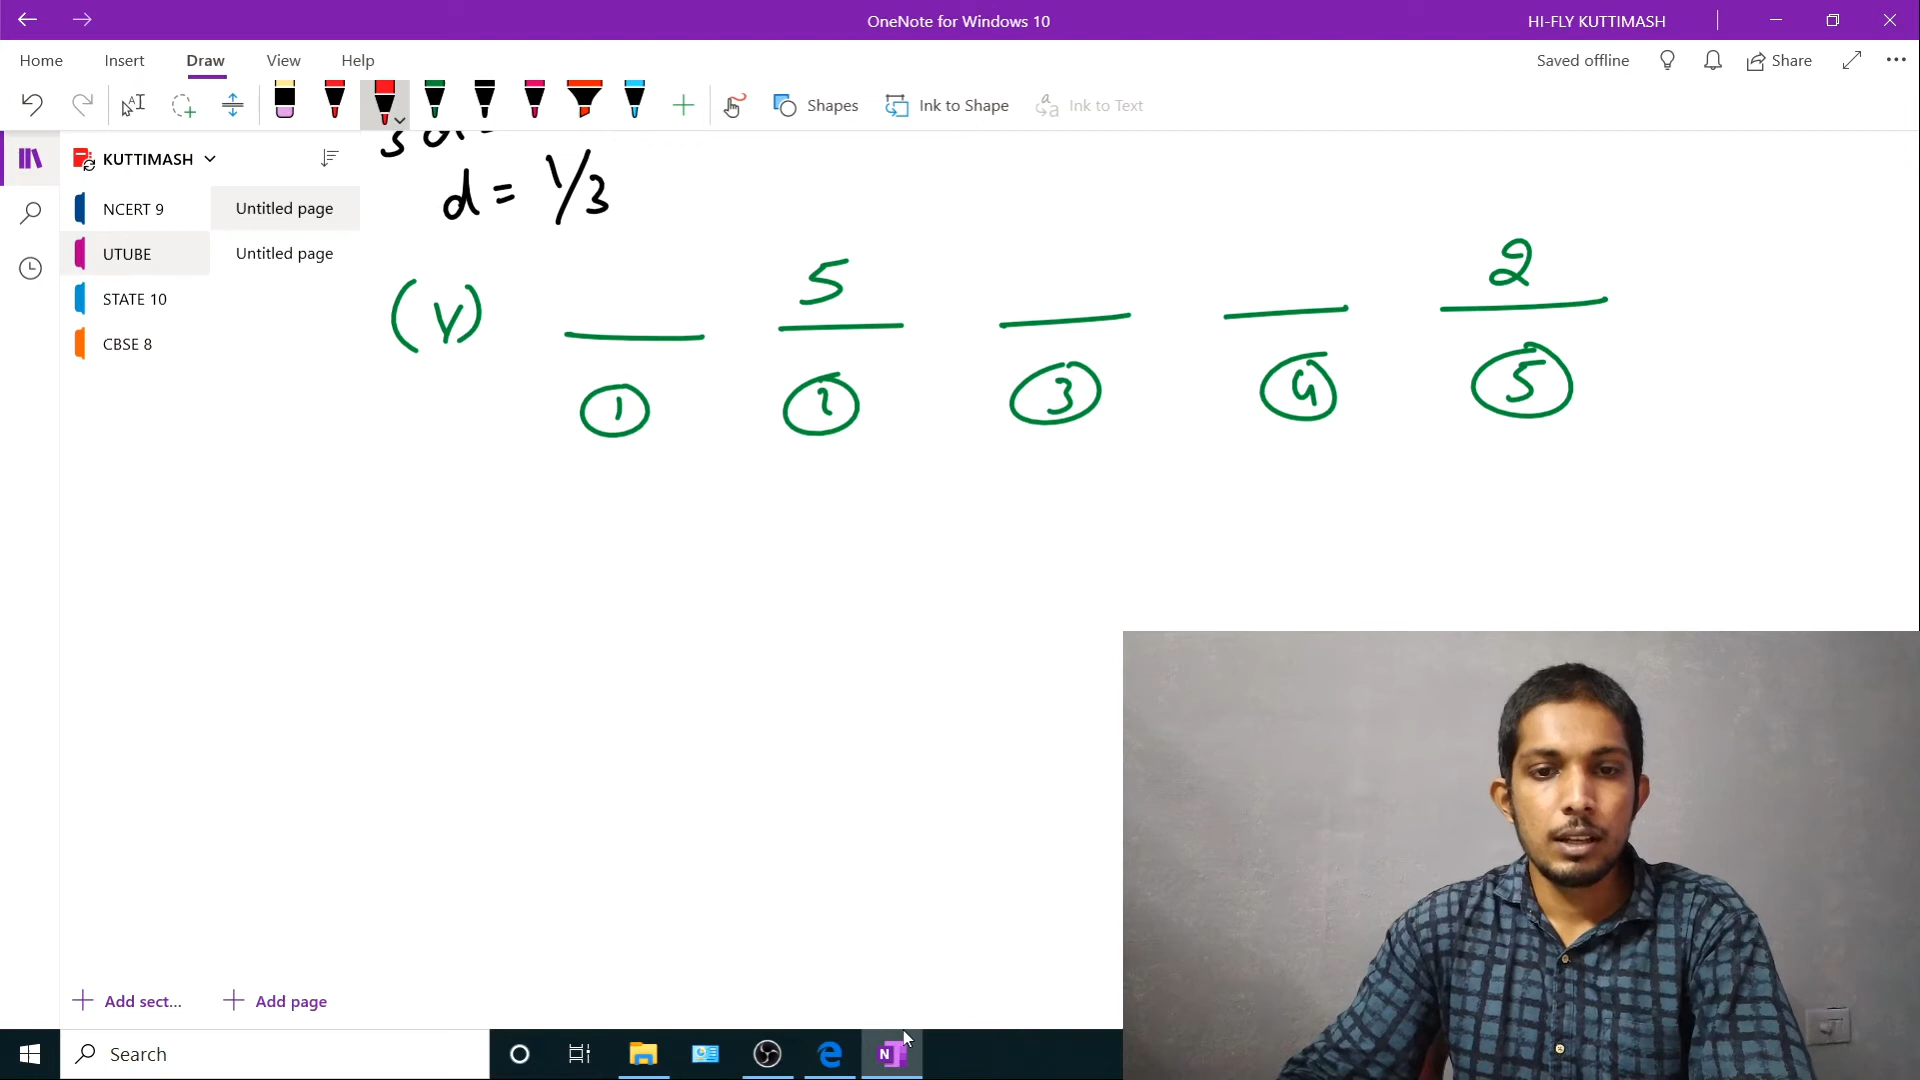 OneNote for Windows 10
HI-FLY KUTTIMASH
Home Insert Draw View Help
Saved offline
Share
Shapes
Ink to Shape
Ink to Text
KUTTIMASH
NCERT 9
UTUBE
STATE 10
CBSE 8
Untitled page
Untitled page
d = 1/3
(V)
5
2
1 2 3 4 5
Add sect...
Add page
Search